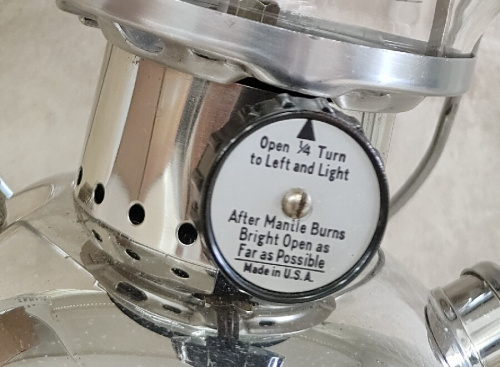 Open ¼ Turn
to Left and Light
After Mantle Burns
Bright Open as
Far as Possible
Made in U.S.A.